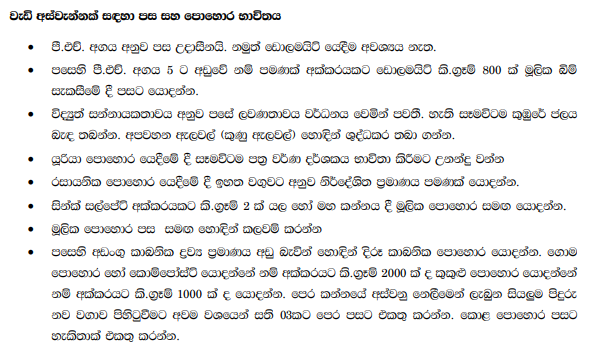 වැඩි අස්වැන්නක් සඳහා පස සහ පොහොර භාවිතය
• පී.එච්. අගය අනුව පස උදාසීනයි. නමුත් ඩොලමයිට් යෙදීම අවශ්‍යය නැත.
• පසෙහි පී.එච්. අගය 5 ට අඩුවේ නම් පමණක් අක්කරයකට ඩොලමයිට් කි.ග්‍රෑම් 800 ක් මූලික බිම්
සැකසීමේ දී පසට යොදන්න.
• විද්‍යුත් සන්නායකතාවය අනුව පසේ ලවණතාවය වර්ධනය වෙමින් පවතී. හැති සෑමවිටම කුඹුරේ ජලය
බැඳ තබන්න. අපවහන ඇලවල් (කුණු ඇලවල්) හොඳින් ශුද්ධකර තබා ගන්න.
• යූරියා පොහොර යෙදීමේ දී සෑමවිටම පත්‍ර වර්ණ දර්ශකය භාවිතා කිරීමට උනන්දු වන්න
• රසායනික පොහොර යෙදීමේ දී ඉහත වගුවට අනුව නිර්දේශිත ප්‍රමාණය පමණක් යොදන්න.
• සින්ක් සල්පේට් අක්කරයකට කි.ග්‍රෑම් 2 ක් යල හෝ මහ කන්නය දී මූලික පොහොර සමඟ යොදන්න.
• මූලික පොහොර පස සමඟ හොඳින් කලවම් කරන්න
• පසෙහි අඩංගු කාබනික ද්‍රව්‍ය ප්‍රමාණය අඩු බැවින් හොඳින් දිරූ කාබනික පොහොර යොදන්න. ගොම
පොහොර හෝ කොම්පෝස්ට් යොදන්නේ නම් අක්කරයට කි.ග්‍රෑම් 2000 ක් ද කුකුළු පොහොර යොදන්නේ
නම් අක්කරයට කි.ග්‍රෑම් 1000 ක් ද යොදන්න. පෙර කන්නයේ අස්වනු නෙලීමෙන් ලැබුන සියලුම පිදුරු
නව වගාව පිහිටුවීමට අවම වශයෙන් සති 03කට පෙර පසට එකතු කරන්න. කොළ පොහොර පසට
හැකිතාක් එකතු කරන්න.